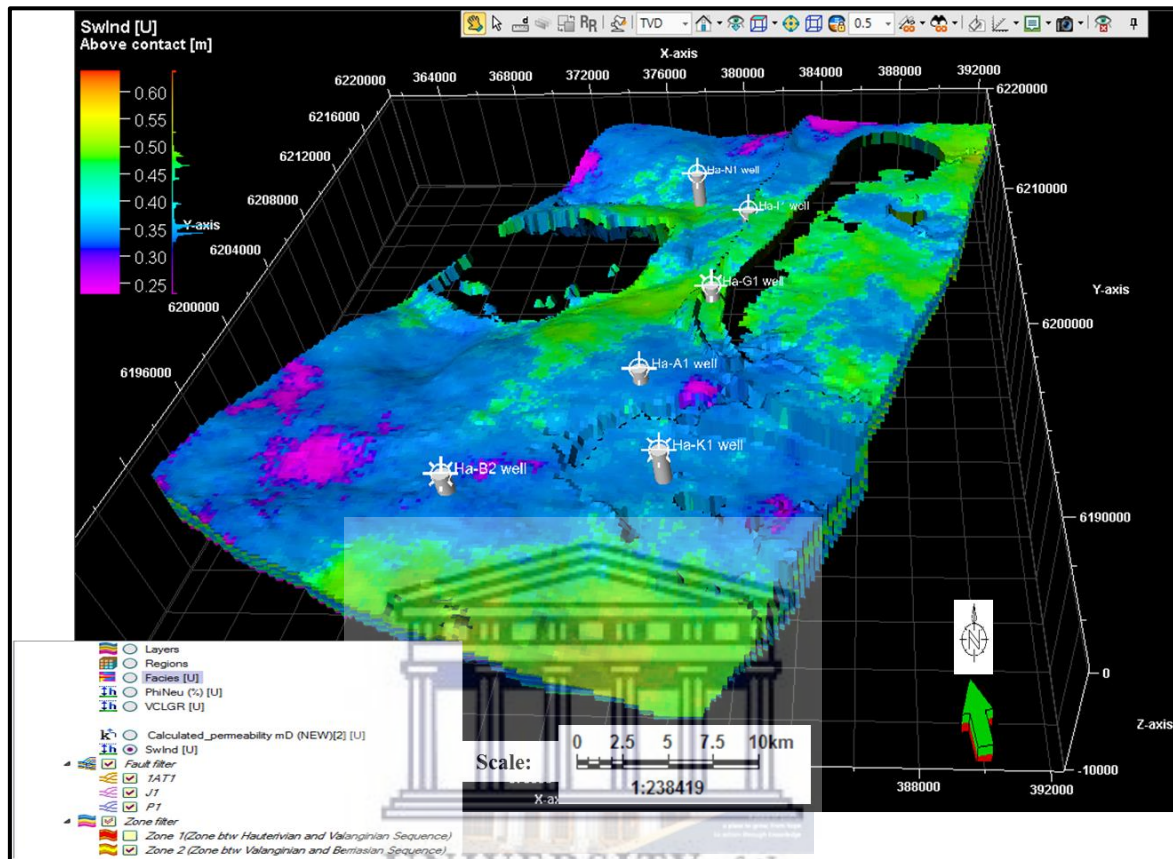 SwInd [U]
Above contact [m]
TVD
0.5
0.60
0.55
0.50
0.45
0.40
0.35
0.30
0.25
X-axis
364000 368000 372000 376000 380000 384000 388000 392000
6220000
6216000
6212000
6208000
6204000
6200000
6196000
Y-axis
6220000
6210000
Y-axis
6200000
6190000
0
Z-axis
-10000
388000 392000
Ha-N1 well
Ha-I1 well
Ha-G1 well
Ha-A1 well
Ha-K1 well
Ha-B2 well
N
Scale:
0 2.5 5 7.5 10km
1:238419
Layers
Regions
Facies [U]
PhiNeu (%) [U]
VCLGR [U]
Calculated_permeability mD (NEW)[2] [U]
SwInd [U]
Fault filter
1AT1
J1
P1
Zone filter
Zone 1(Zone btw Hauterivian and Valanginian Sequence)
Zone 2 (Zone btw Valanginian and Berriasian Sequence)